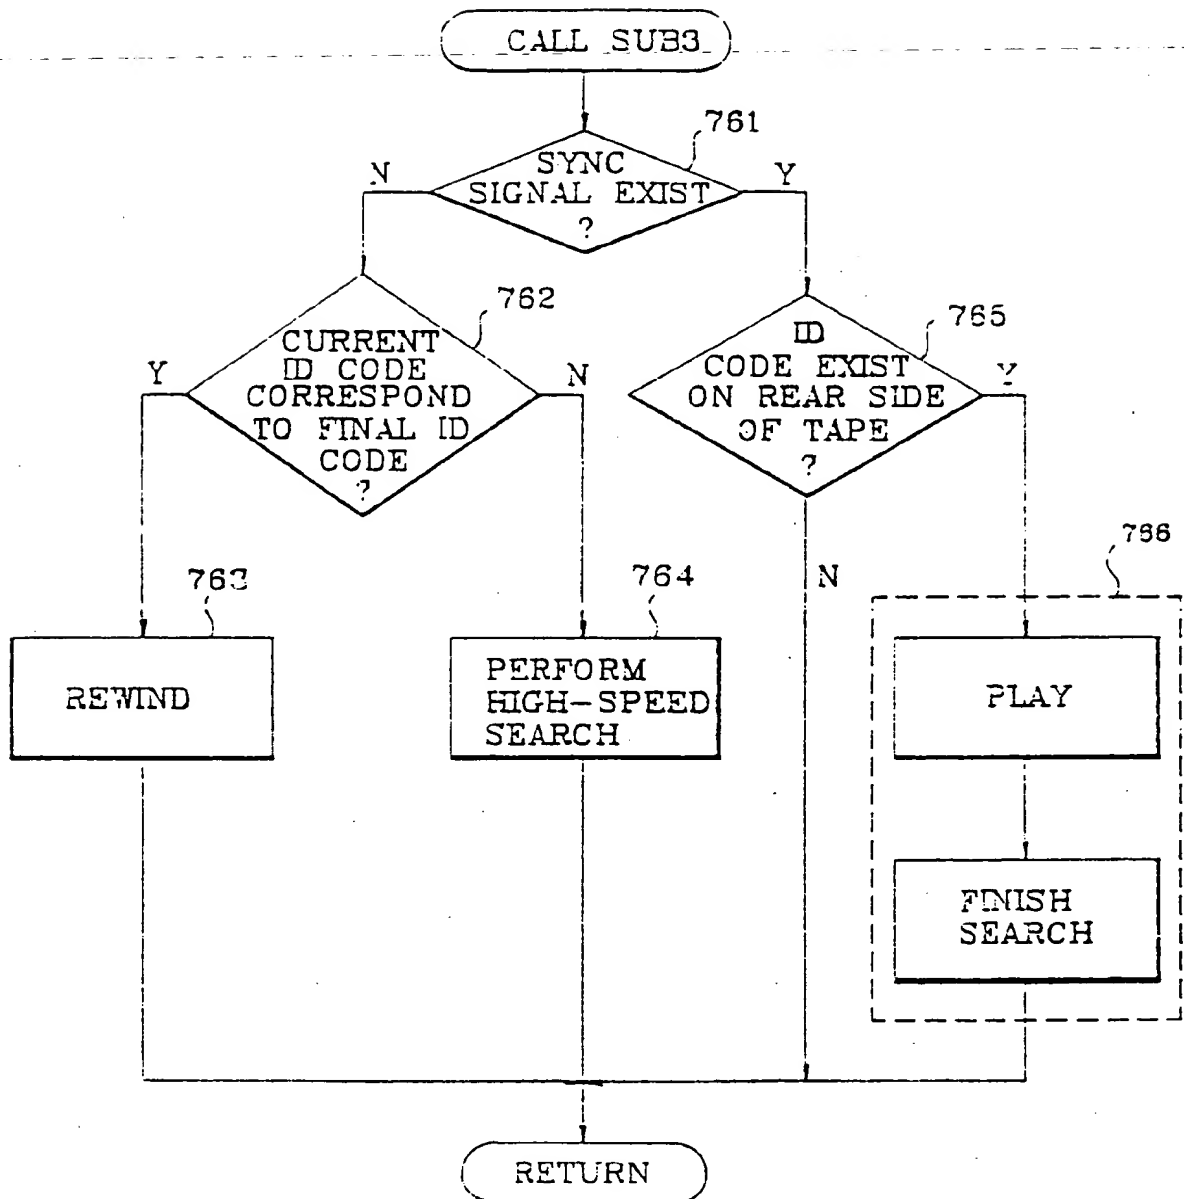 CALL SUB3
761
SYNC
N
SIGNAL EXIST
Y
?
762
765
CURRENT
ID CODE
CORRESPOND
TO FINAL ID
CODE
?
Y
N
ID
CODE EXIST
ON REAR SIDE
OF TAPE
?
Y
N
766
763
764
REWIND
PERFORM
HIGH-SPEED
SEARCH
PLAY
FINISH
SEARCH
RETURN